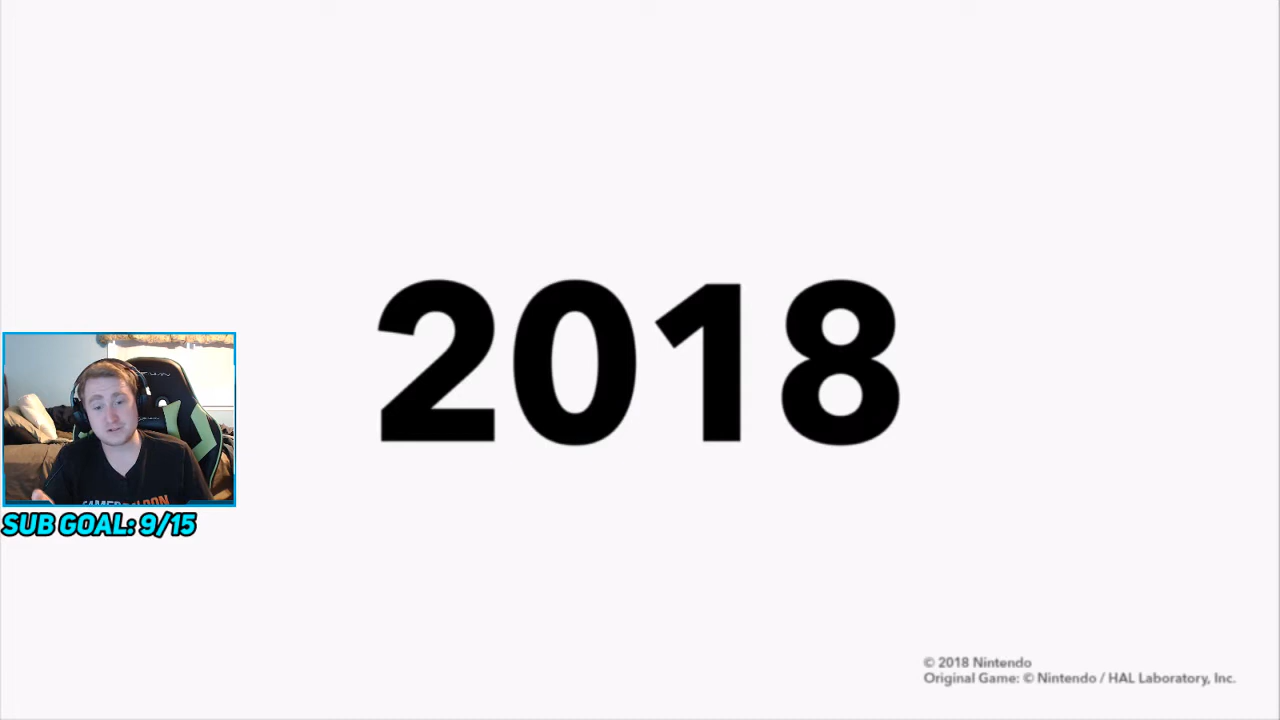 2018
SUB GOAL: 9/15
© 2018 Nintendo
Original Game: © Nintendo / HAL Laboratory, Inc.